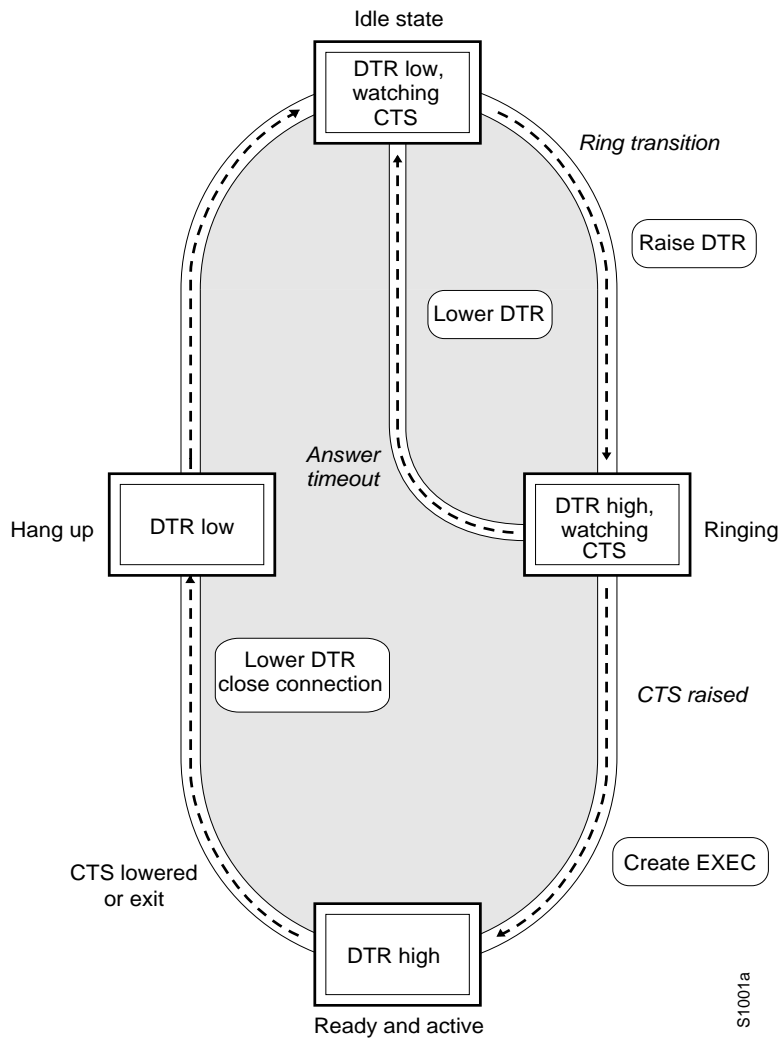 Idle state
DTR low,
watching
CTS
Ring transition
Raise DTR
Lower DTR
Answer
timeout
Hang up
DTR low
DTR high,
watching
CTS
Ringing
Lower DTR
close connection
CTS raised
CTS lowered
or exit
Create EXEC
DTR high
Ready and active
S1001a